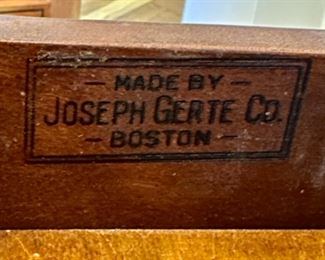 — MADE BY —
JOSEPH GERTE CO.
— BOSTON —